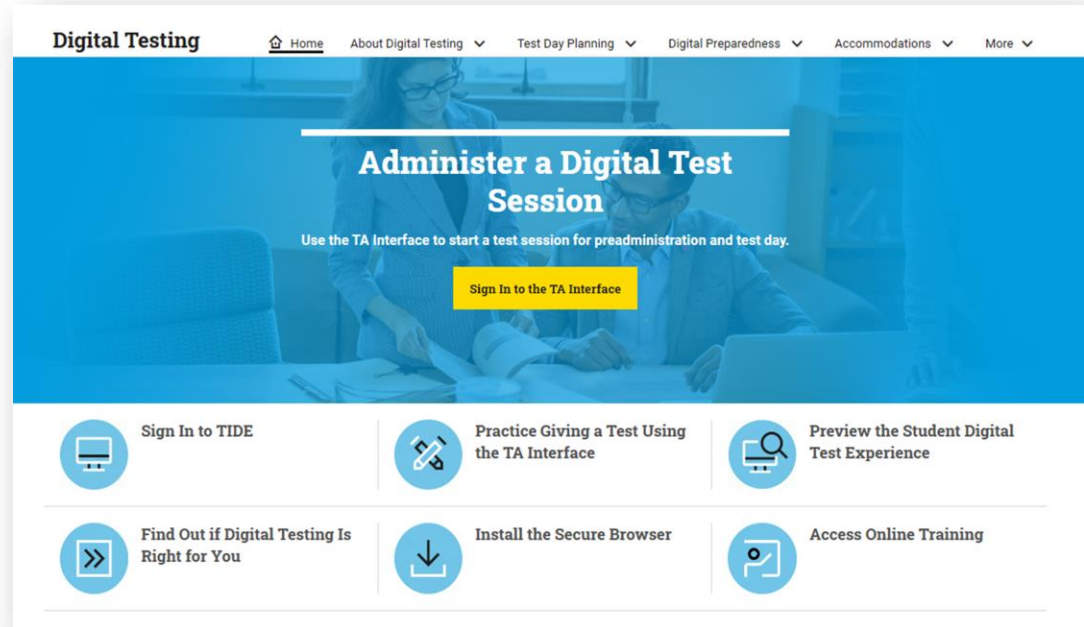 Digital Testing
Home About Digital Testing Test Day Planning Digital Preparedness Accommodations More
Administer a Digital Test
Session
Use the TA Interface to start a test session for preadministration and test day.
Sign In to the TA Interface
Sign In to TIDE
Practice Giving a Test Using
the TA Interface
Preview the Student Digital
Test Experience
Find Out if Digital Testing Is
Right for You
Install the Secure Browser
Access Online Training